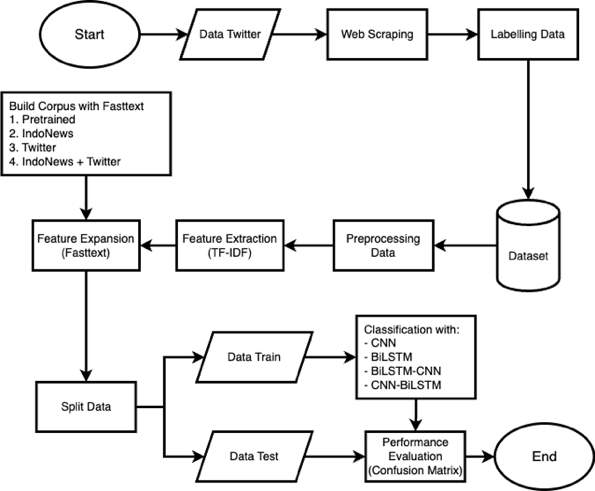 Start
Data Twitter
Web Scraping
Labelling Data
Build Corpus with Fasttext
1. Pretrained
2. IndoNews
3. Twitter
4. IndoNews + Twitter
Feature Expansion
(Fasttext)
Feature Extraction
(TF-IDF)
Preprocessing
Data
Dataset
Split Data
Data Train
Classification with:
- CNN
- BiLSTM
- BiLSTM-CNN
- CNN-BiLSTM
Data Test
Performance
Evaluation
(Confusion Matrix)
End